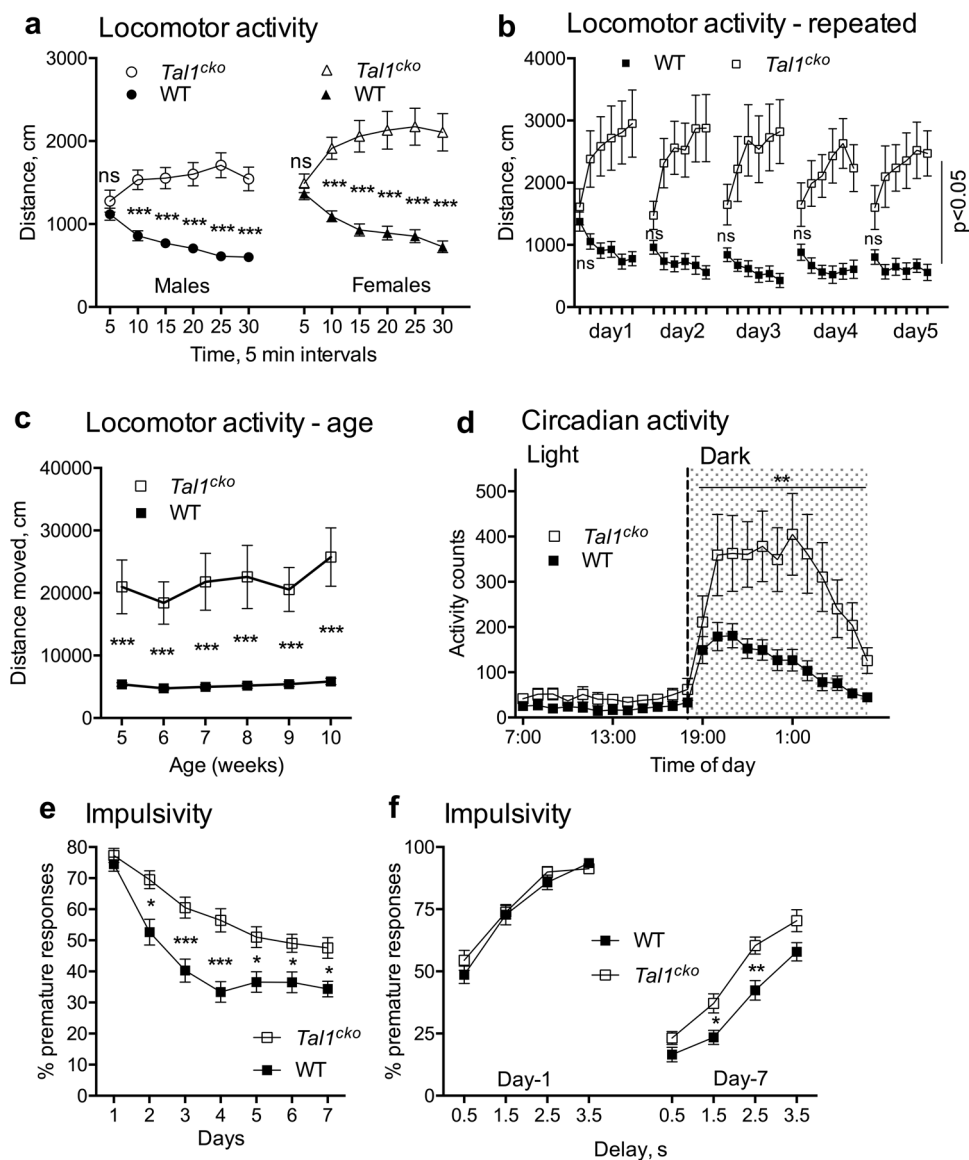 a Locomotor activity
3000
2000
1000
0
Distance, cm
Tal1cko
WT
Tal1cko
WT
ns
*** *** *** *** ***
ns
*** *** *** *** ***
Males
Females
5 10 15 20 25 30 5 10 15 20 25 30
Time, 5 min intervals
b Locomotor activity - repeated
4000
3000
2000
1000
0
Distance, cm
WT
Tal1cko
ns
ns
ns
ns
ns
p<0.05
day1 day2 day3 day4 day5
c Locomotor activity - age
40000
30000
20000
10000
0
Distance moved, cm
Tal1cko
WT
*** *** *** *** *** ***
5 6 7 8 9 10
Age (weeks)
d Circadian activity
Light Dark
500
400
300
200
100
0
Activity counts
Tal1cko
WT
**
7:00 13:00 19:00 1:00
Time of day
e Impulsivity
80
70
60
50
40
30
20
10
0
% premature responses
* *** *** * * *
Tal1cko
WT
1 2 3 4 5 6 7
Days
f Impulsivity
100
75
50
25
0
% premature responses
WT
Tal1cko
* **
Day-1 Day-7
0.5 1.5 2.5 3.5 0.5 1.5 2.5 3.5
Delay, s